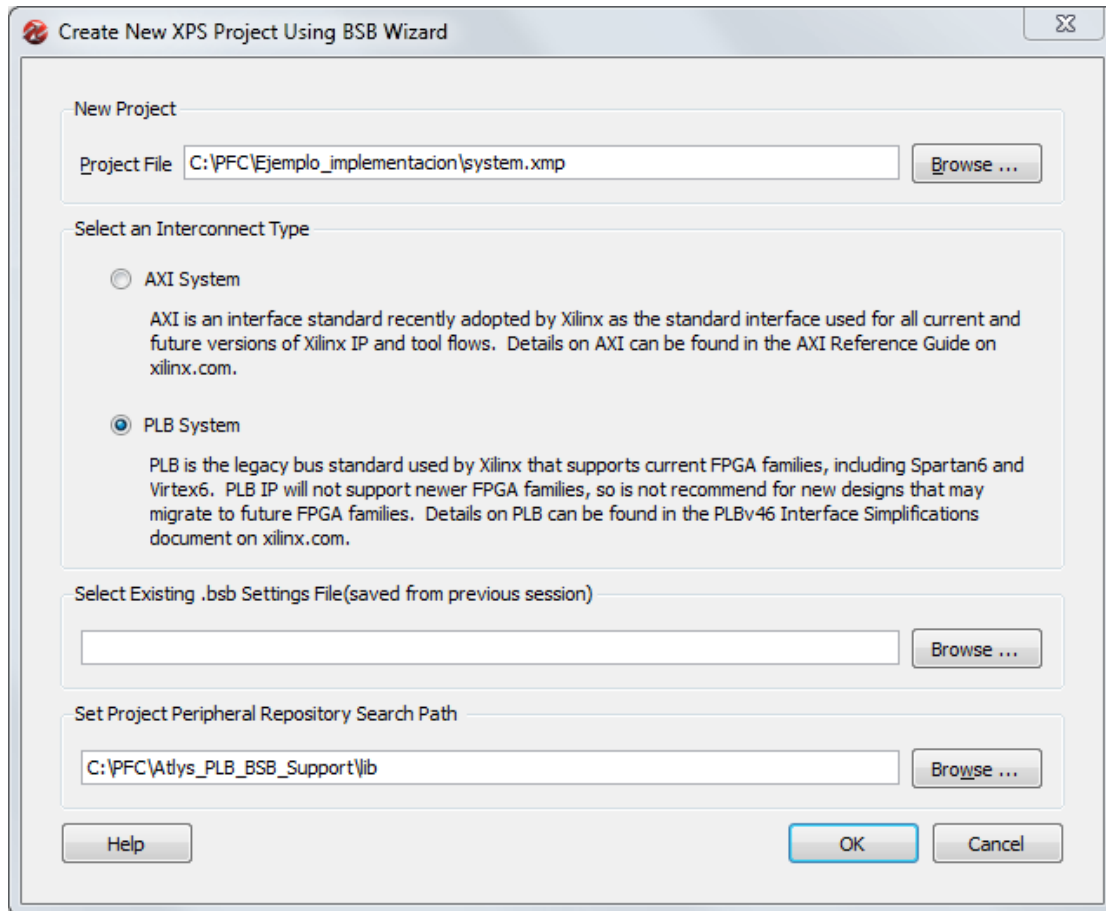 Create New XPS Project Using BSB Wizard
New Project
Project File C:\PFC\Ejemplo_implementacion\system.xmp Browse ...
Select an Interconnect Type
AXI System
AXI is an interface standard recently adopted by Xilinx as the standard interface used for all current and
future versions of Xilinx IP and tool flows. Details on AXI can be found in the AXI Reference Guide on
xilinx.com.
PLB System
PLB is the legacy bus standard used by Xilinx that supports current FPGA families, including Spartan6 and
Virtex6. PLB IP will not support newer FPGA families, so is not recommend for new designs that may
migrate to future FPGA families. Details on PLB can be found in the PLBv46 Interface Simplifications
document on xilinx.com.
Select Existing .bsb Settings File(saved from previous session)
Browse ...
Set Project Peripheral Repository Search Path
C:\PFC\Atlys_PLB_BSB_Support\lib Browse ...
Help OK Cancel